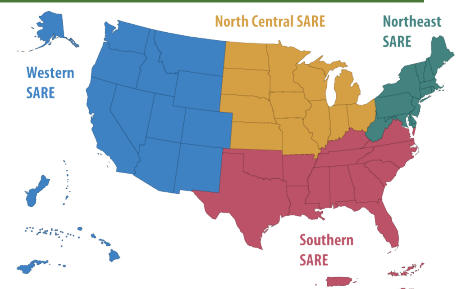 North Central SARE
Northeast
SARE
Western
SARE
Southern
SARE